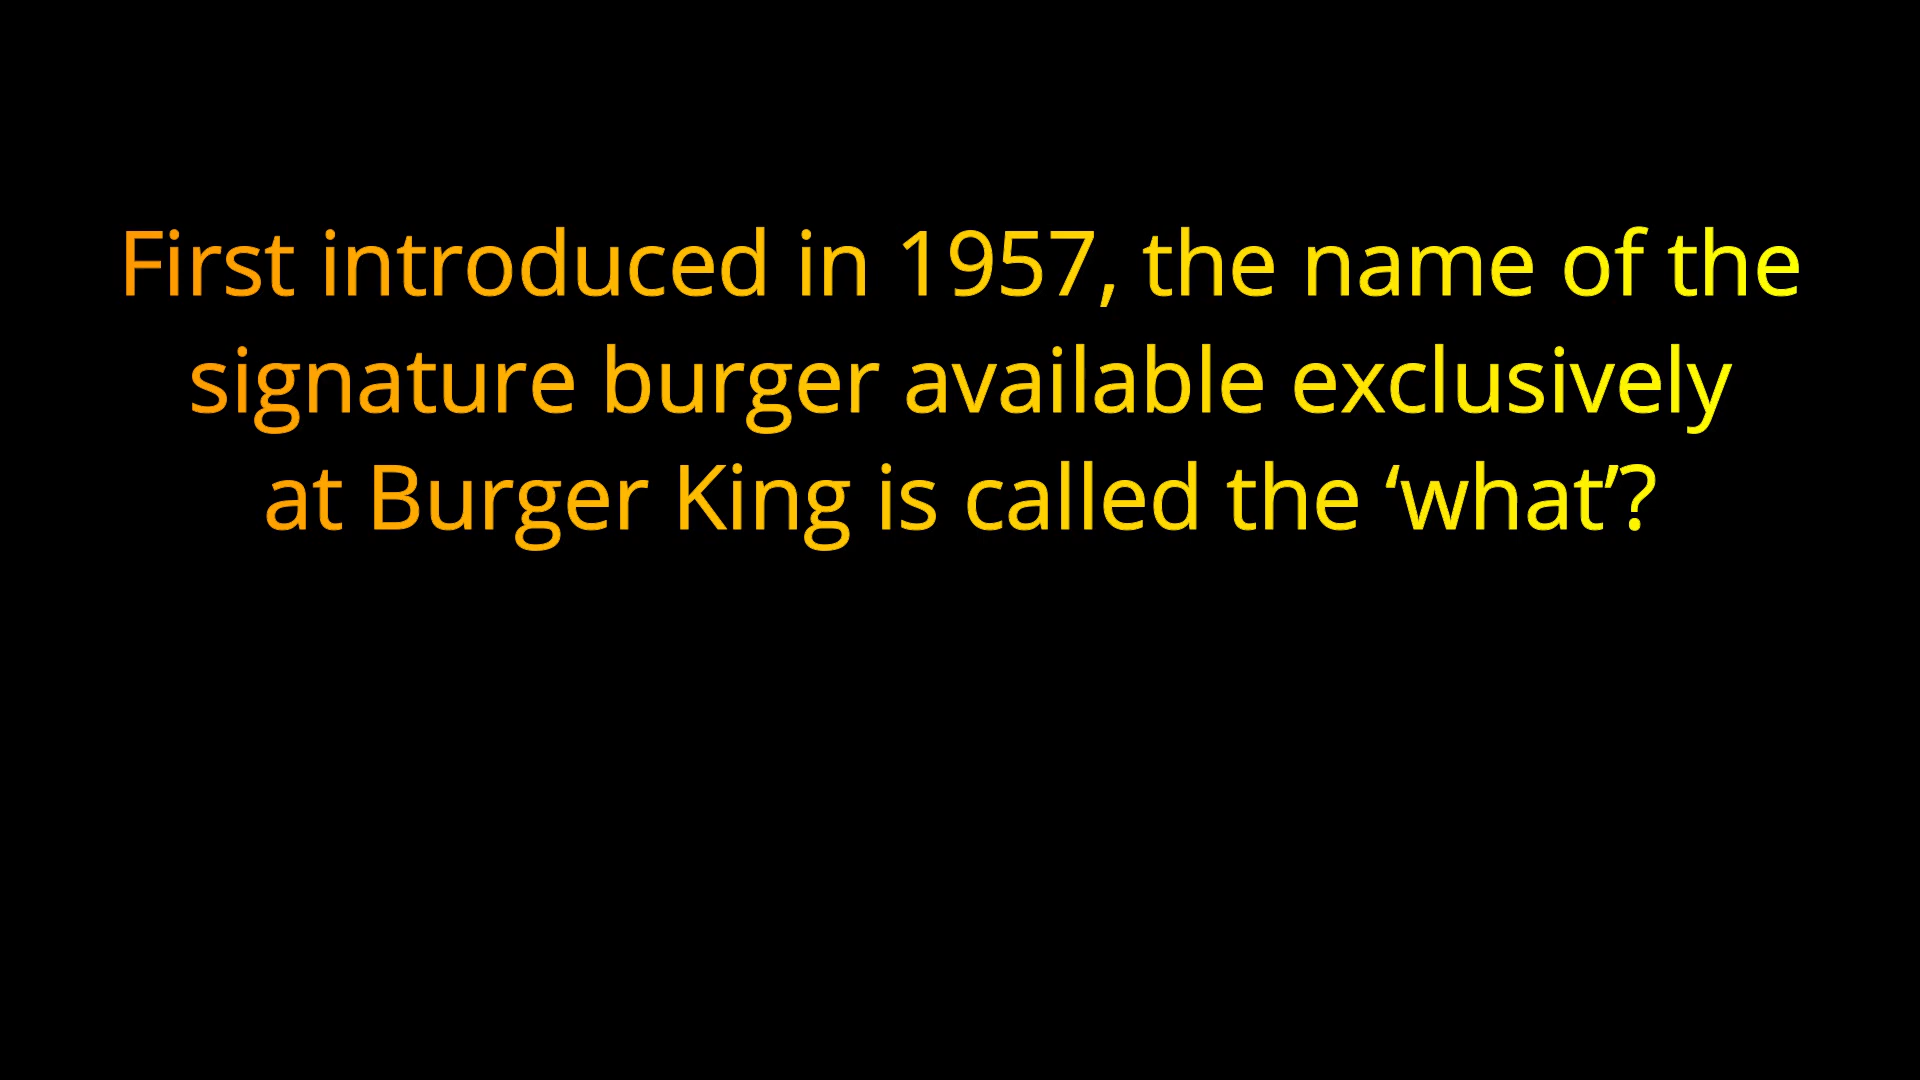 First introduced in 1957, the name of the
signature burger available exclusively
at Burger King is called the ‘what’?